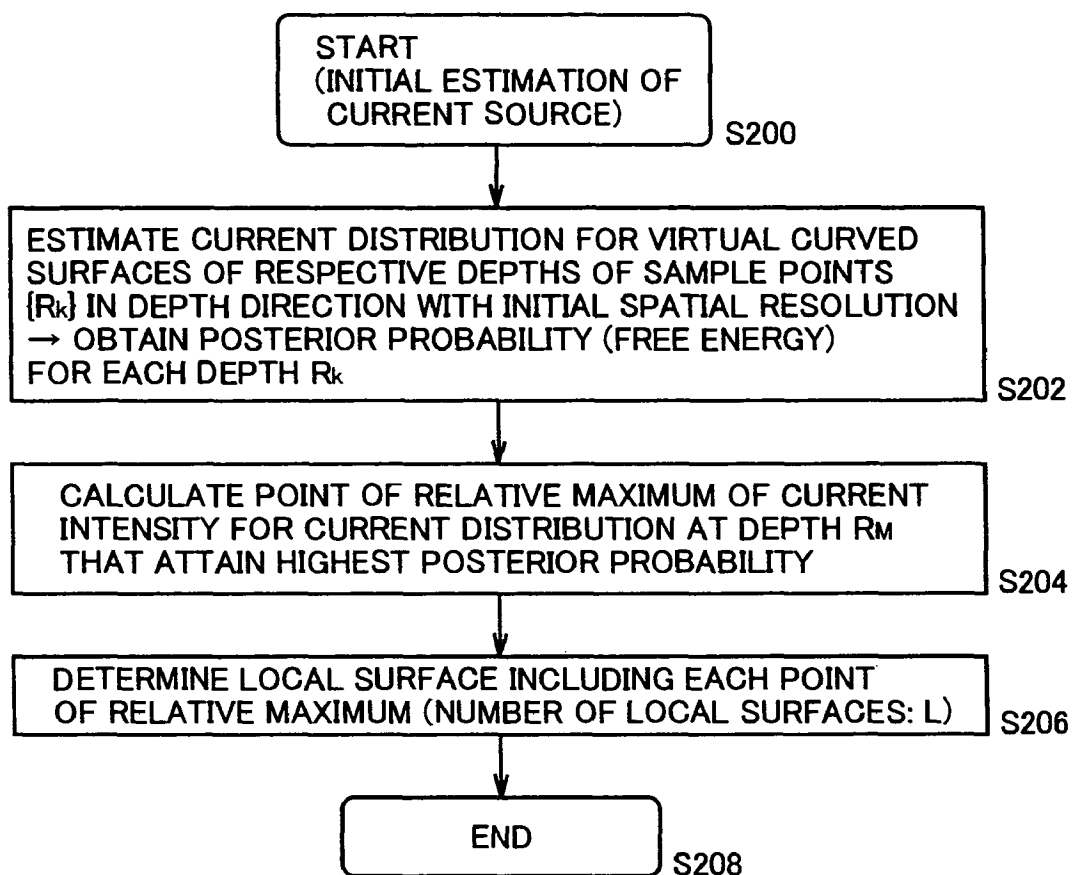 START
(INITIAL ESTIMATION OF
CURRENT SOURCE)
S200
ESTIMATE CURRENT DISTRIBUTION FOR VIRTUAL CURVED
SURFACES OF RESPECTIVE DEPTHS OF SAMPLE POINTS
{Rk} IN DEPTH DIRECTION WITH INITIAL SPATIAL RESOLUTION
→ OBTAIN POSTERIOR PROBABILITY (FREE ENERGY)
FOR EACH DEPTH Rk
S202
CALCULATE POINT OF RELATIVE MAXIMUM OF CURRENT
INTENSITY FOR CURRENT DISTRIBUTION AT DEPTH RM
THAT ATTAIN HIGHEST POSTERIOR PROBABILITY
S204
DETERMINE LOCAL SURFACE INCLUDING EACH POINT
OF RELATIVE MAXIMUM (NUMBER OF LOCAL SURFACES: L)
S206
END
S208